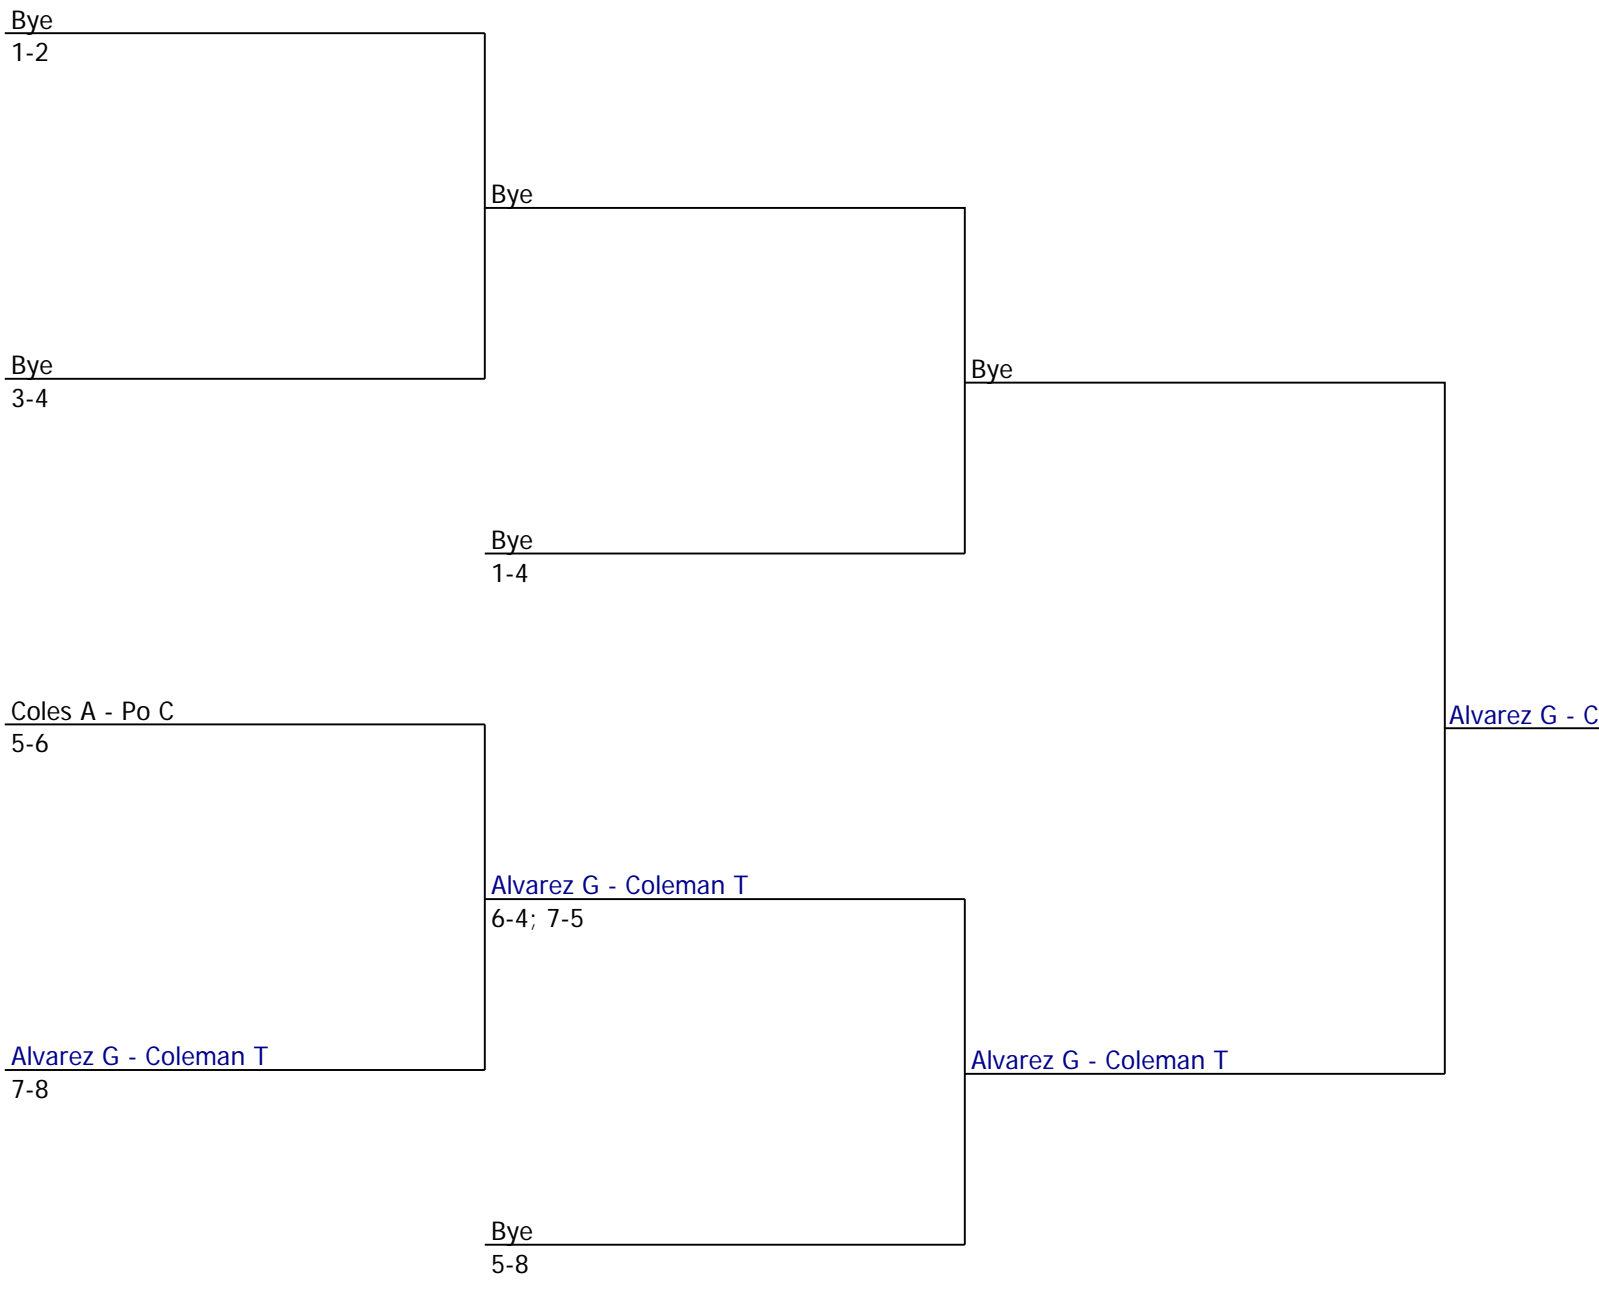 Bye
1-2
Bye
Bye
3-4
Bye
Bye
1-4
Coles A - Po C
5-6
Alvarez G - C
Alvarez G - Coleman T
6-4; 7-5
Alvarez G - Coleman T
7-8
Alvarez G - Coleman T
Bye
5-8